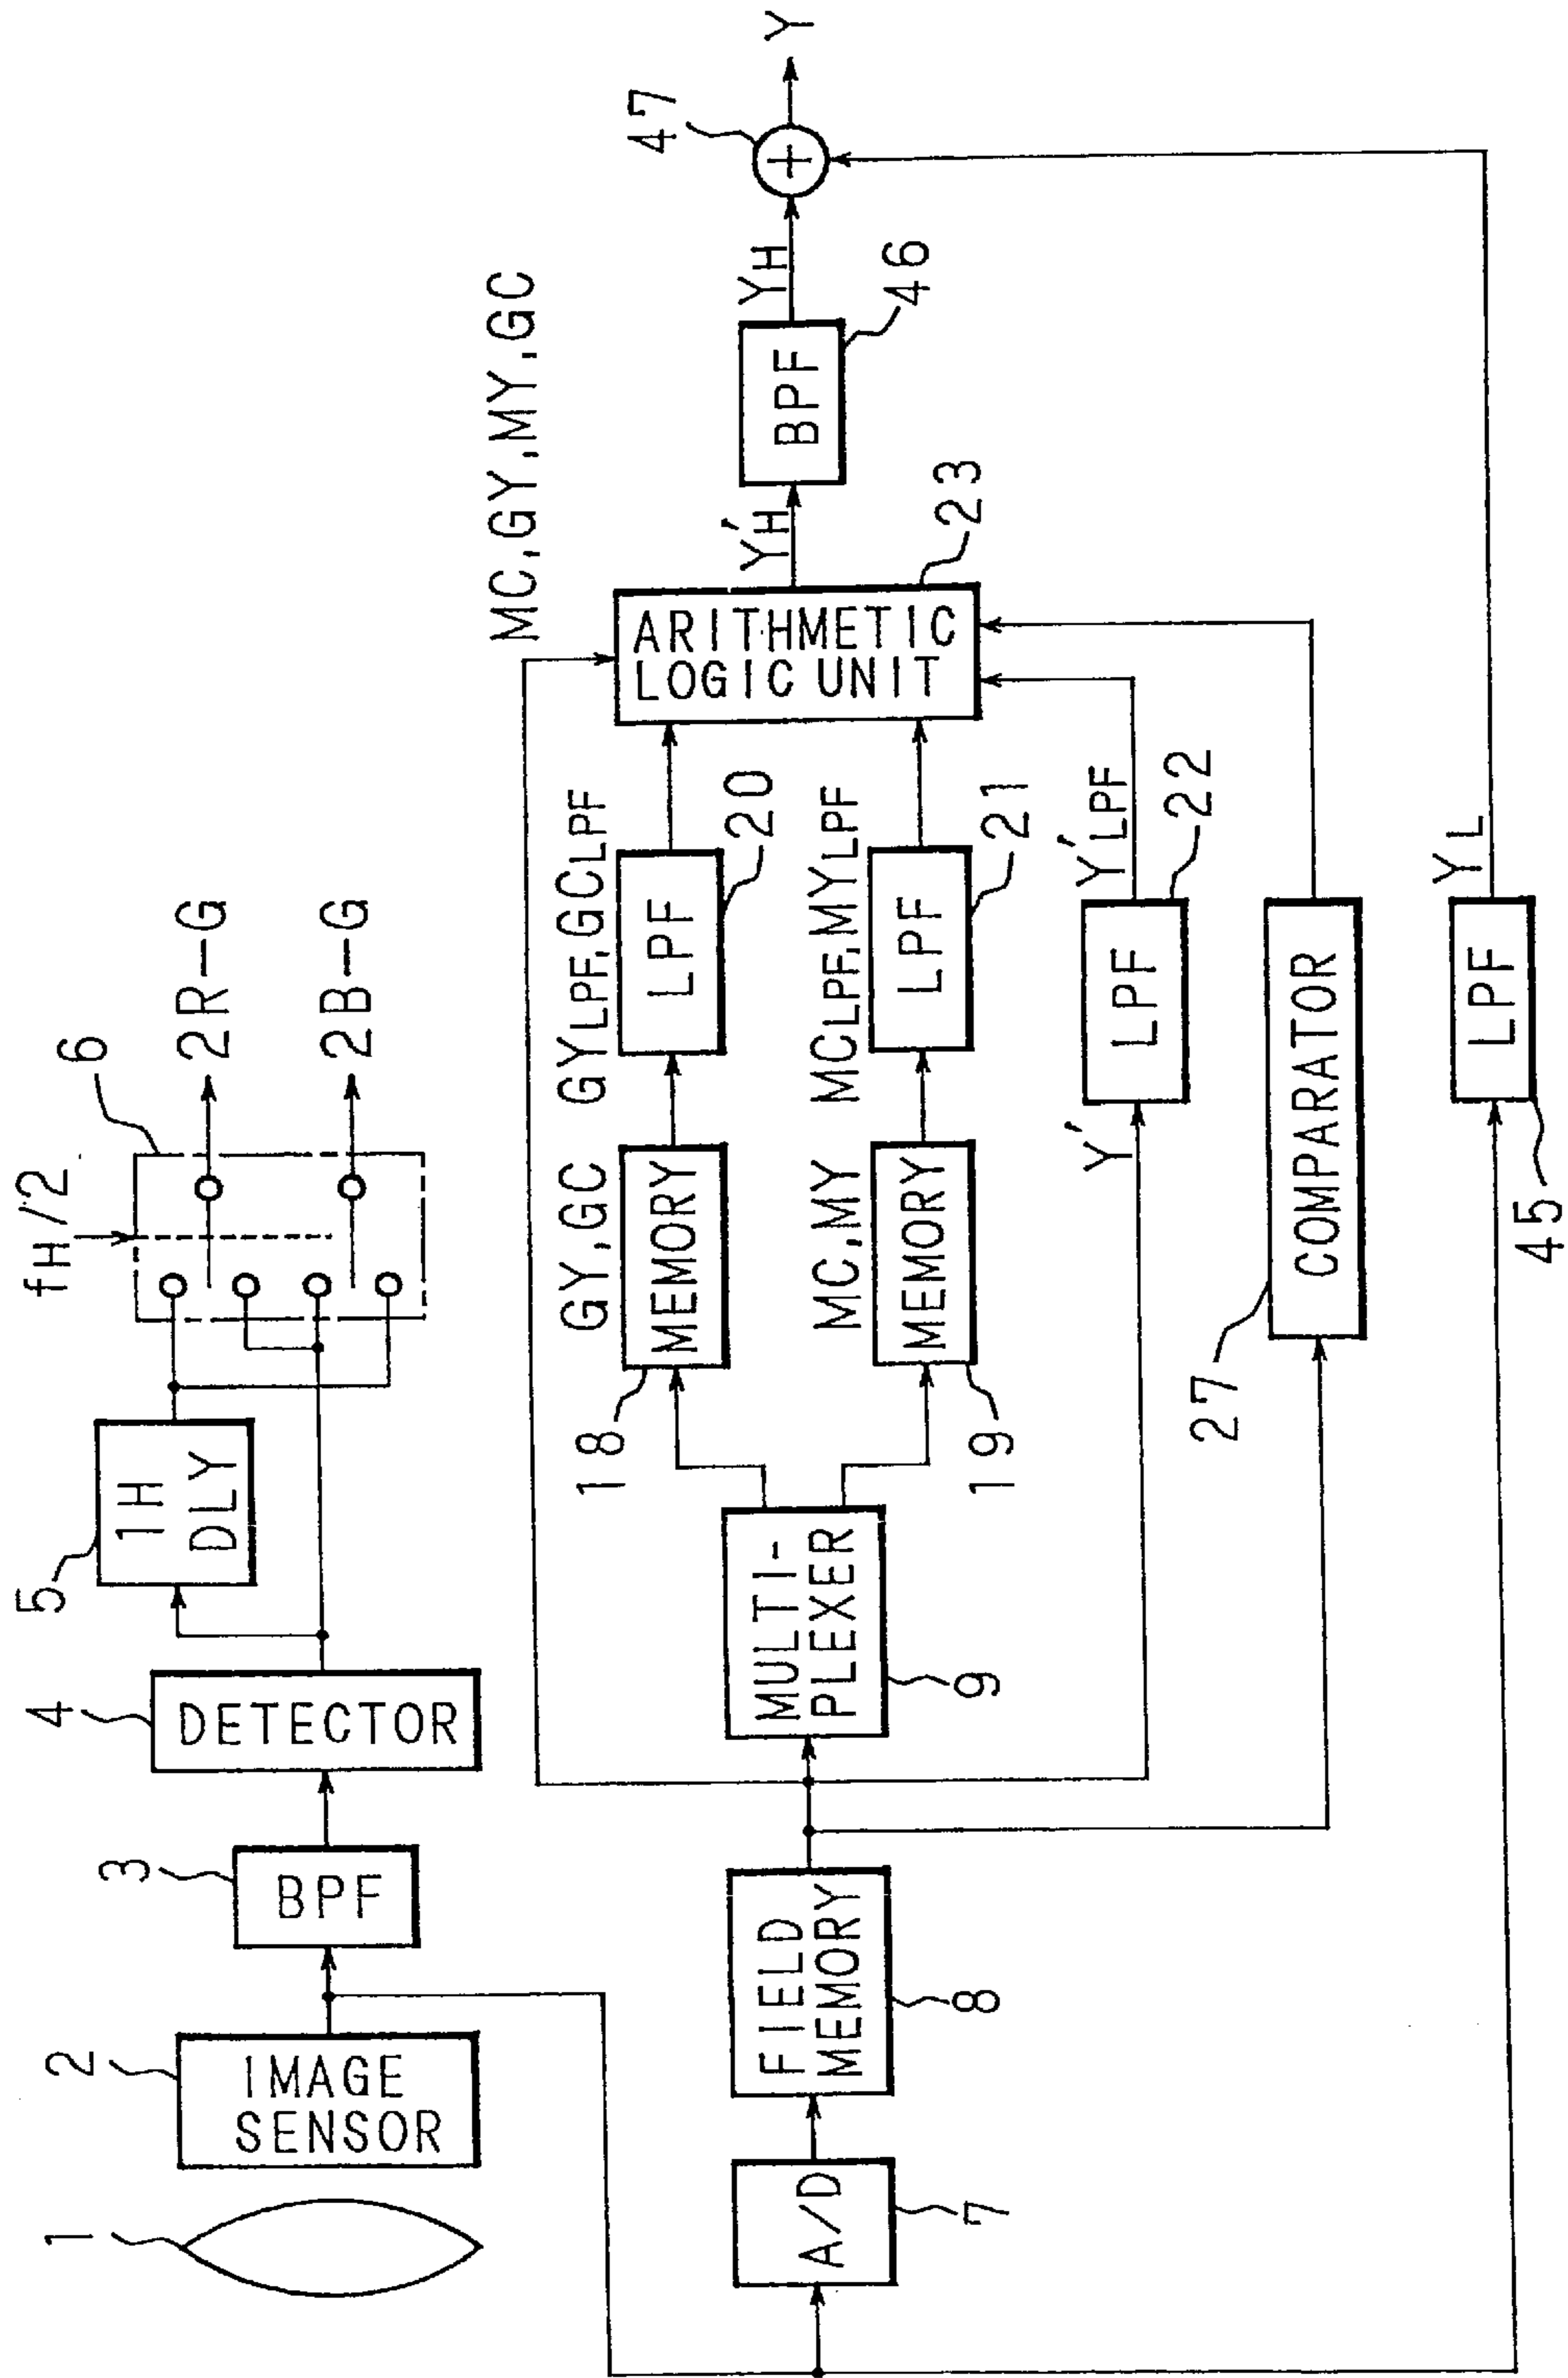 1
2
IMAGE
SENSOR
3
BPF
4
DETECTOR
5
1H
DLY
fH/2
6
2R-G
2B-G
7
A/D
8
FIELD
MEMORY
9
MULTI-
PLEXER
18
MEMORY
GY,GC
GYLPF,GCLPF
LPF
20
19
MEMORY
MC,MY
MCLPF,MYLPF
LPF
21
Y'
LPF
Y'LPF
22
27
COMPARATOR
45
LPF
YL
MC,GY,MY,GC
ARITHMETIC
LOGIC UNIT
23
Y'H
BPF
46
YH
47
+
Y